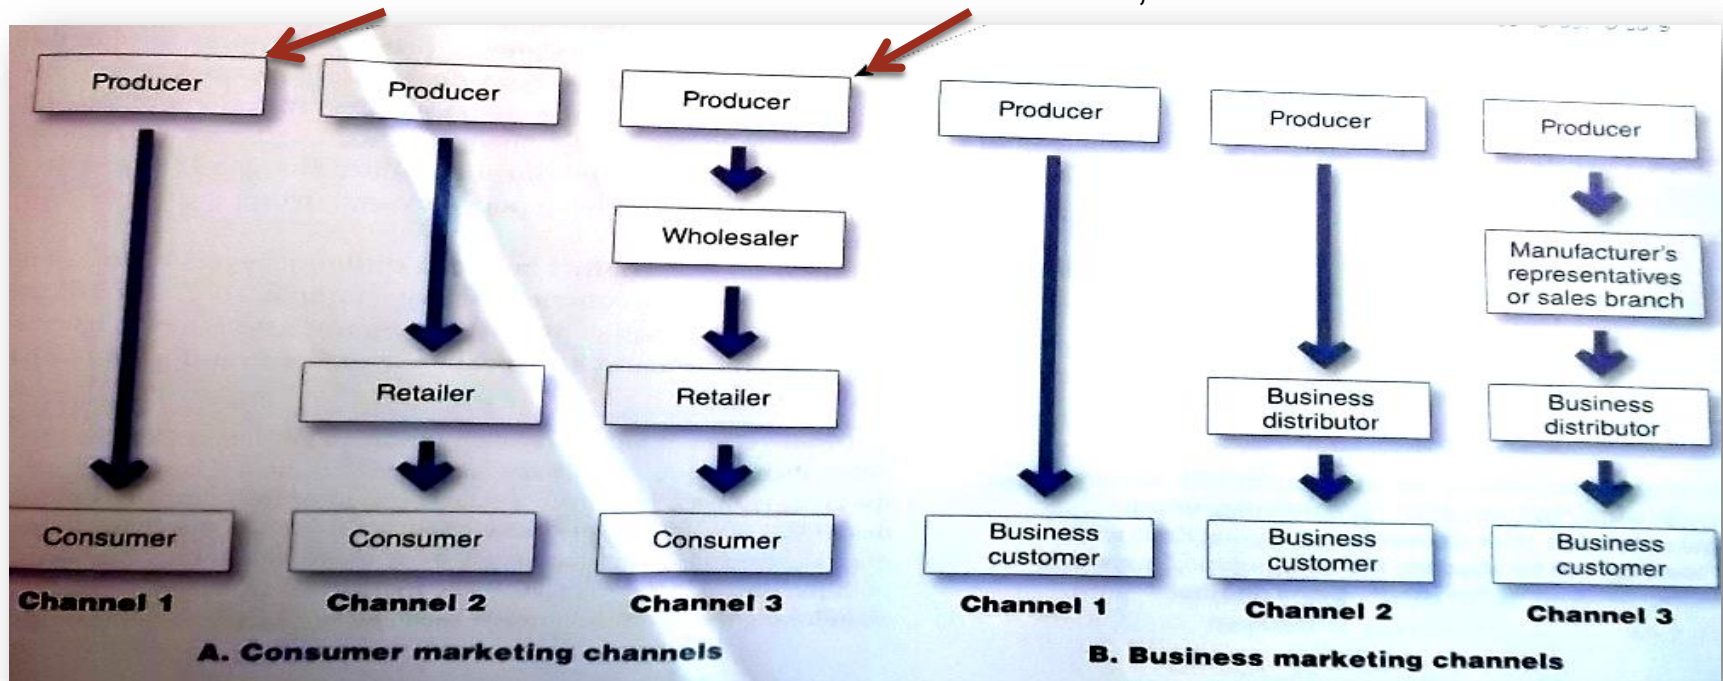 Producer
Producer
Producer
Wholesaler
Retailer
Retailer
Consumer
Consumer
Consumer
Channel 1
Channel 2
Channel 3
A. Consumer marketing channels
Producer
Producer
Producer
Manufacturer's
representatives
or sales branch
Business
distributor
Business
distributor
Business
customer
Business
customer
Business
customer
Channel 1
Channel 2
Channel 3
B. Business marketing channels